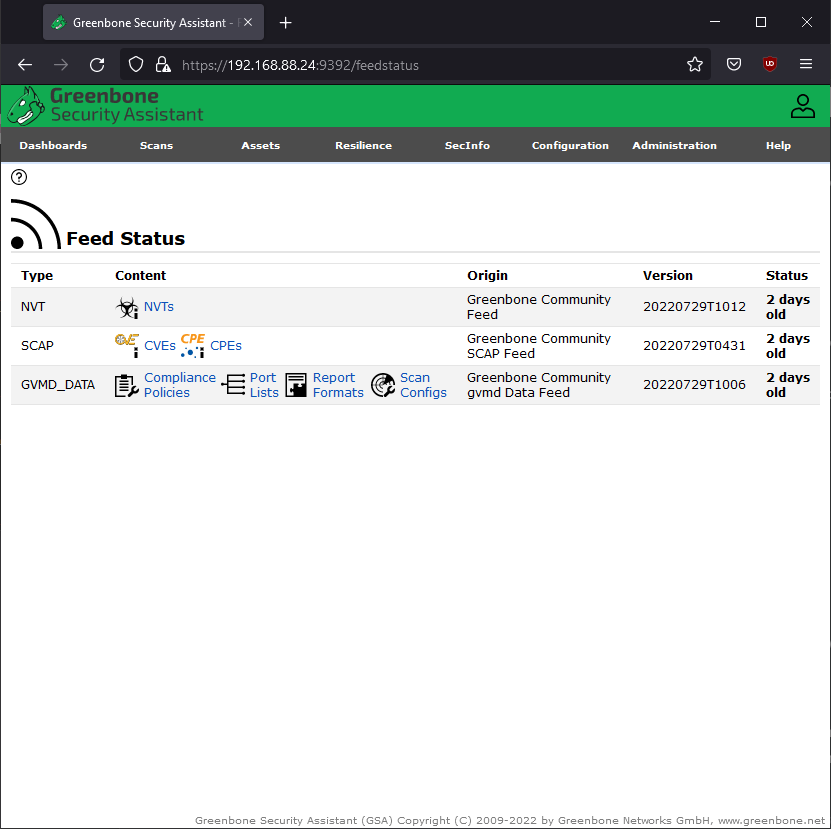 Greenbone Security Assistant -
https://192.168.88.24:9392/feedstatus
Greenbone
Security Assistant
Dashboards Scans Assets Resilience SecInfo Configuration Administration Help
Feed Status
Type Content Origin Version Status
NVT NVTs Greenbone Community Feed 20220729T1012 2 days old
SCAP CVE CVEs CPE CPEs Greenbone Community SCAP Feed 20220729T0431 2 days old
GVMD_DATA Compliance Policies Port Lists Report Formats Scan Configs Greenbone Community gvmd Data Feed 20220729T1006 2 days old
Greenbone Security Assistant (GSA) Copyright (C) 2009-2022 by Greenbone Networks GmbH, www.greenbone.net